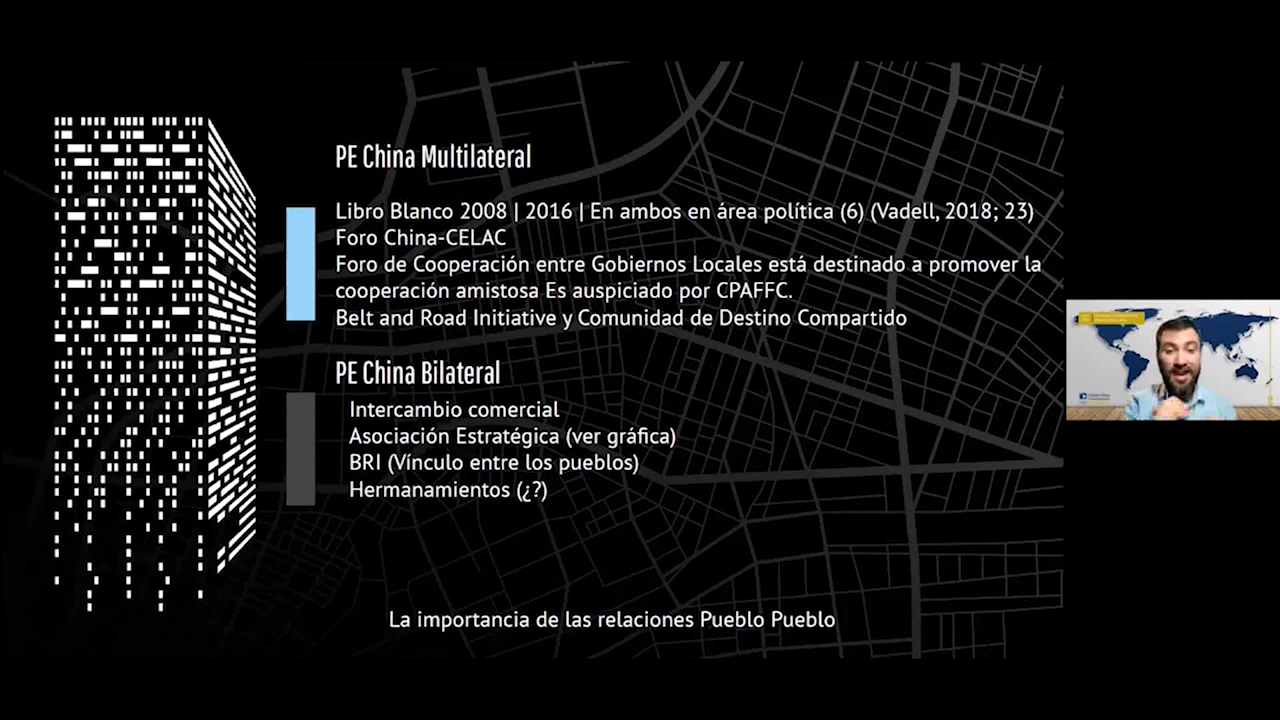 PE China Multilateral
Libro Blanco 2008 | 2016 | En ambos en área política (6) (Vadell, 2018; 23)
Foro China-CELAC
Foro de Cooperación entre Gobiernos Locales está destinado a promover la
cooperación amistosa Es auspiciado por CPAFFC.
Belt and Road Initiative y Comunidad de Destino Compartido
PE China Bilateral
Intercambio comercial
Asociación Estratégica (ver gráfica)
BRI (Vínculo entre los pueblos)
Hermanamientos (¿?)
La importancia de las relaciones Pueblo Pueblo